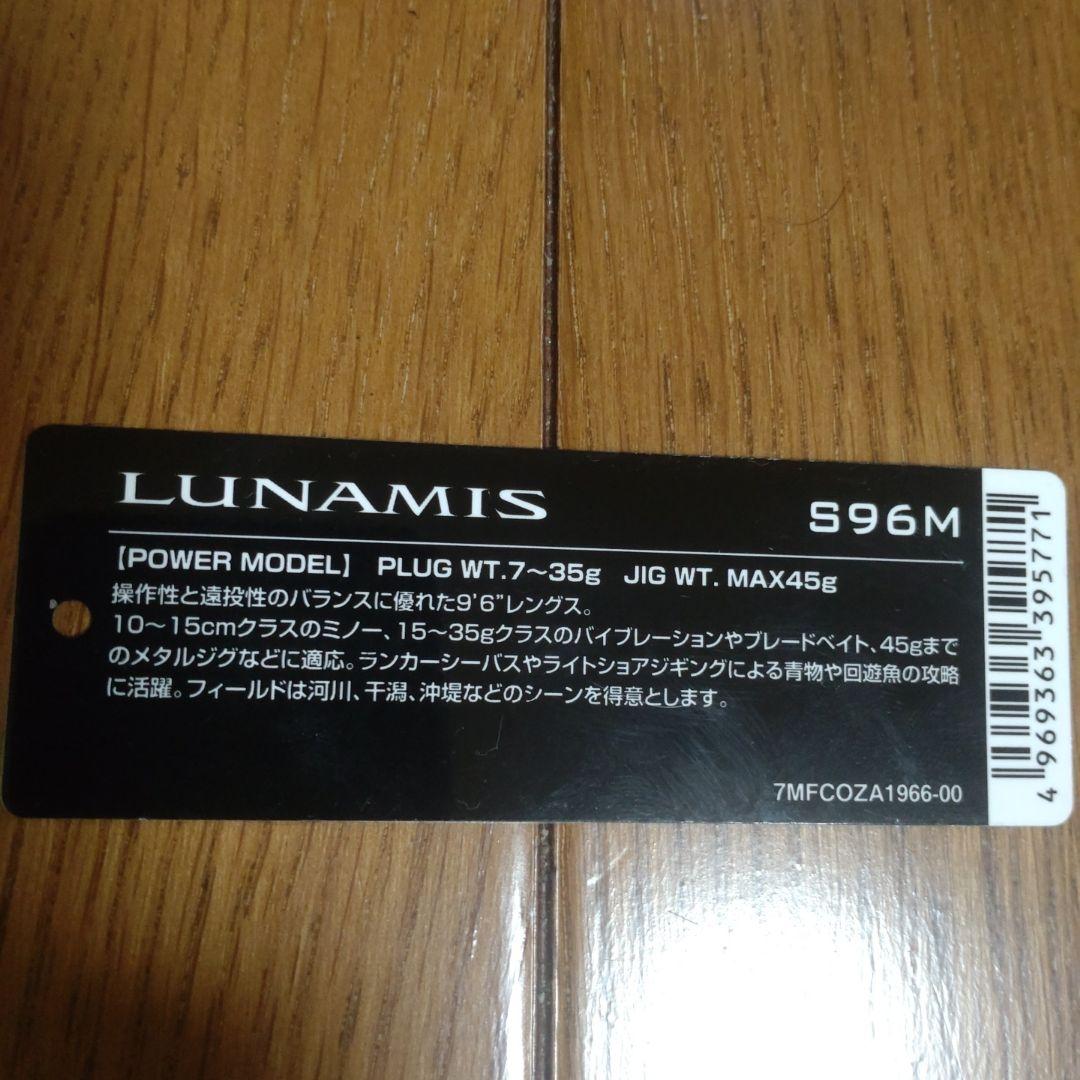 LUNAMIS
S96M
【POWER MODEL】 PLUG WT.7～35g JIG WT. MAX45g
操作性と遠投性のバランスに優れた9'6"レングス。
10～15cmクラスのミノー、15～35gクラスのバイブレーションやブレードベイト、45gまで
のメタルジグなどに適応。ランカーシーバスやライトショアジギングによる青物や回遊魚の攻略
に活躍。フィールドは河川、干潟、沖堤などのシーンを得意とします。
7MFCOZA1966-00
4 969363 395771